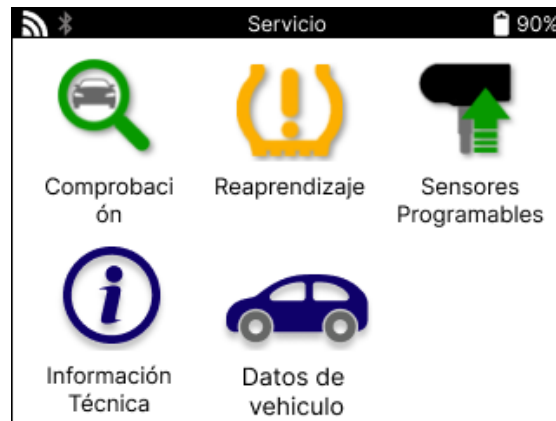 Servicio
90%
Comprobaci
ón
Reaprendizaje
Sensores
Programables
Información
Técnica
Datos de
vehiculo